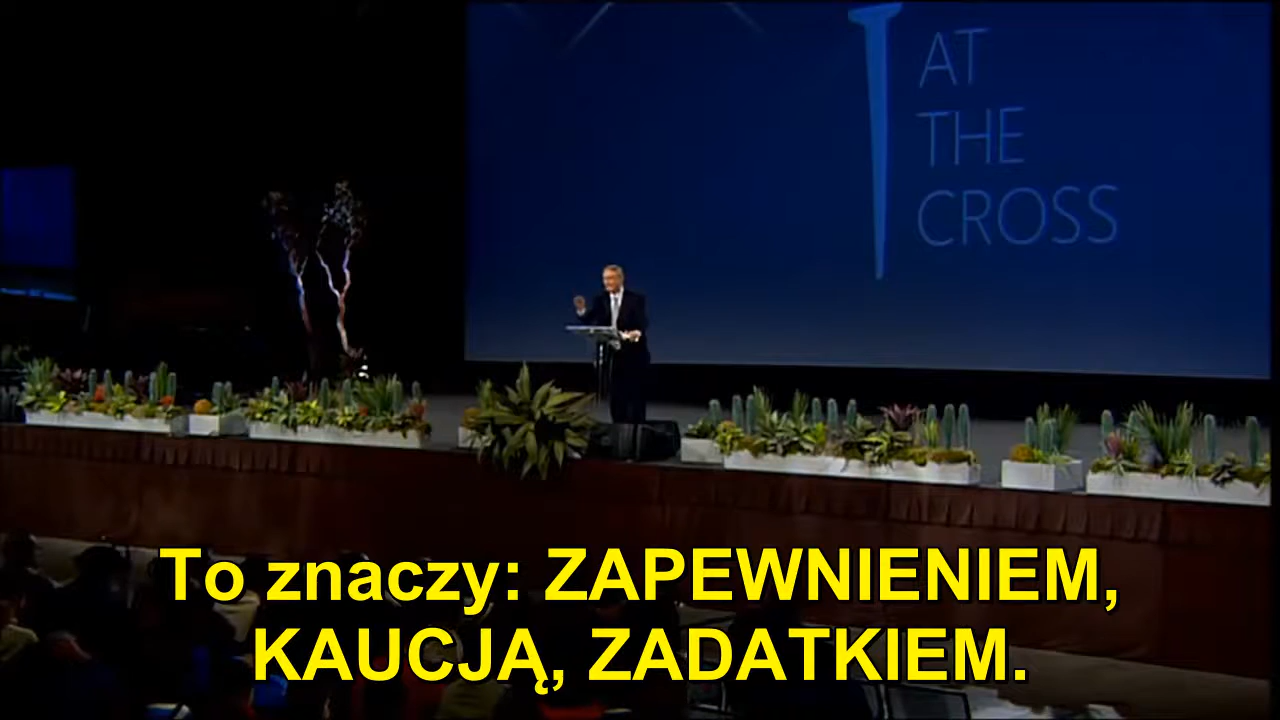 AT
THE
CROSS
To znaczy: ZAPEWNIENIEM,
KAUCJĄ, ZADATKIEM.